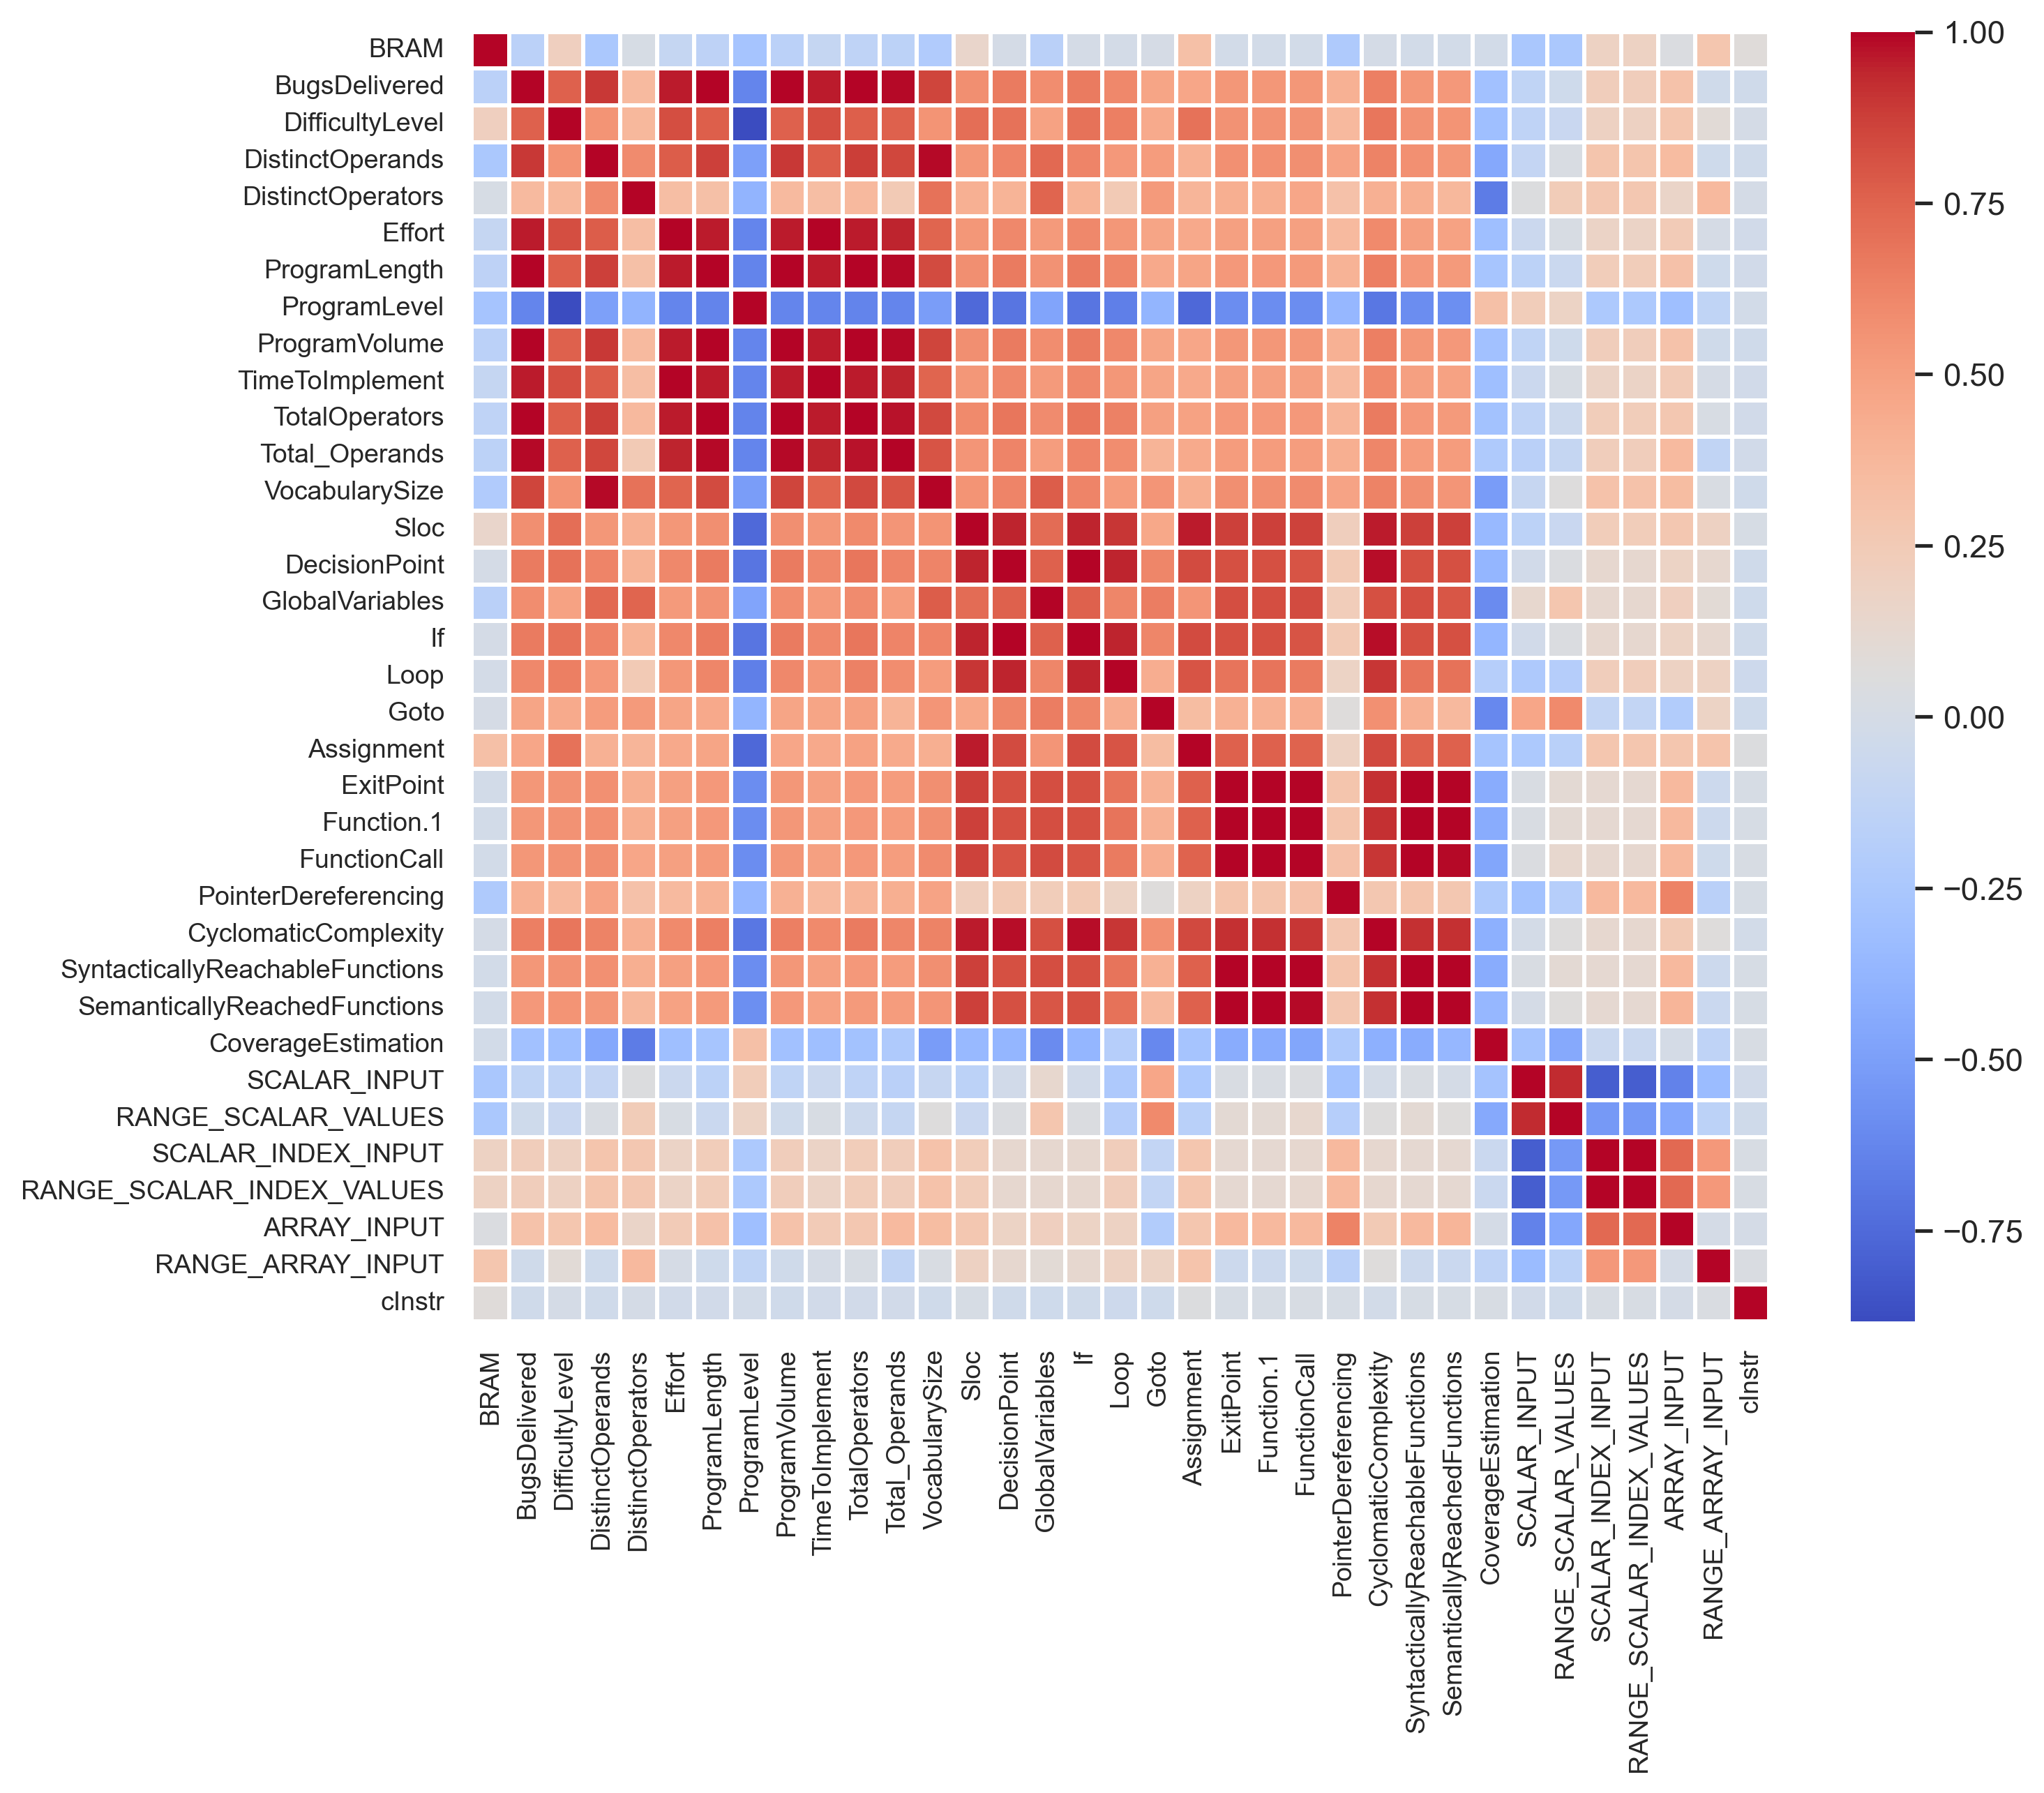 BRAM
BugsDelivered
DifficultyLevel
DistinctOperands
DistinctOperators
Effort
ProgramLength
ProgramLevel
ProgramVolume
TimeToImplement
TotalOperators
Total_Operands
VocabularySize
Sloc
DecisionPoint
GlobalVariables
If
Loop
Goto
Assignment
ExitPoint
Function.1
FunctionCall
PointerDereferencing
CyclomaticComplexity
SyntacticallyReachableFunctions
SemanticallyReachedFunctions
CoverageEstimation
SCALAR_INPUT
RANGE_SCALAR_VALUES
SCALAR_INDEX_INPUT
RANGE_SCALAR_INDEX_VALUES
ARRAY_INPUT
RANGE_ARRAY_INPUT
cInstr
BRAM
BugsDelivered
DifficultyLevel
DistinctOperands
DistinctOperators
Effort
ProgramLength
ProgramLevel
ProgramVolume
TimeToImplement
TotalOperators
Total_Operands
VocabularySize
Sloc
DecisionPoint
GlobalVariables
If
Loop
Goto
Assignment
ExitPoint
Function.1
FunctionCall
PointerDereferencing
CyclomaticComplexity
SyntacticallyReachableFunctions
SemanticallyReachedFunctions
CoverageEstimation
SCALAR_INPUT
RANGE_SCALAR_VALUES
SCALAR_INDEX_INPUT
RANGE_SCALAR_INDEX_VALUES
ARRAY_INPUT
RANGE_ARRAY_INPUT
cInstr
1.00
0.75
0.50
0.25
0.00
−0.25
−0.50
−0.75